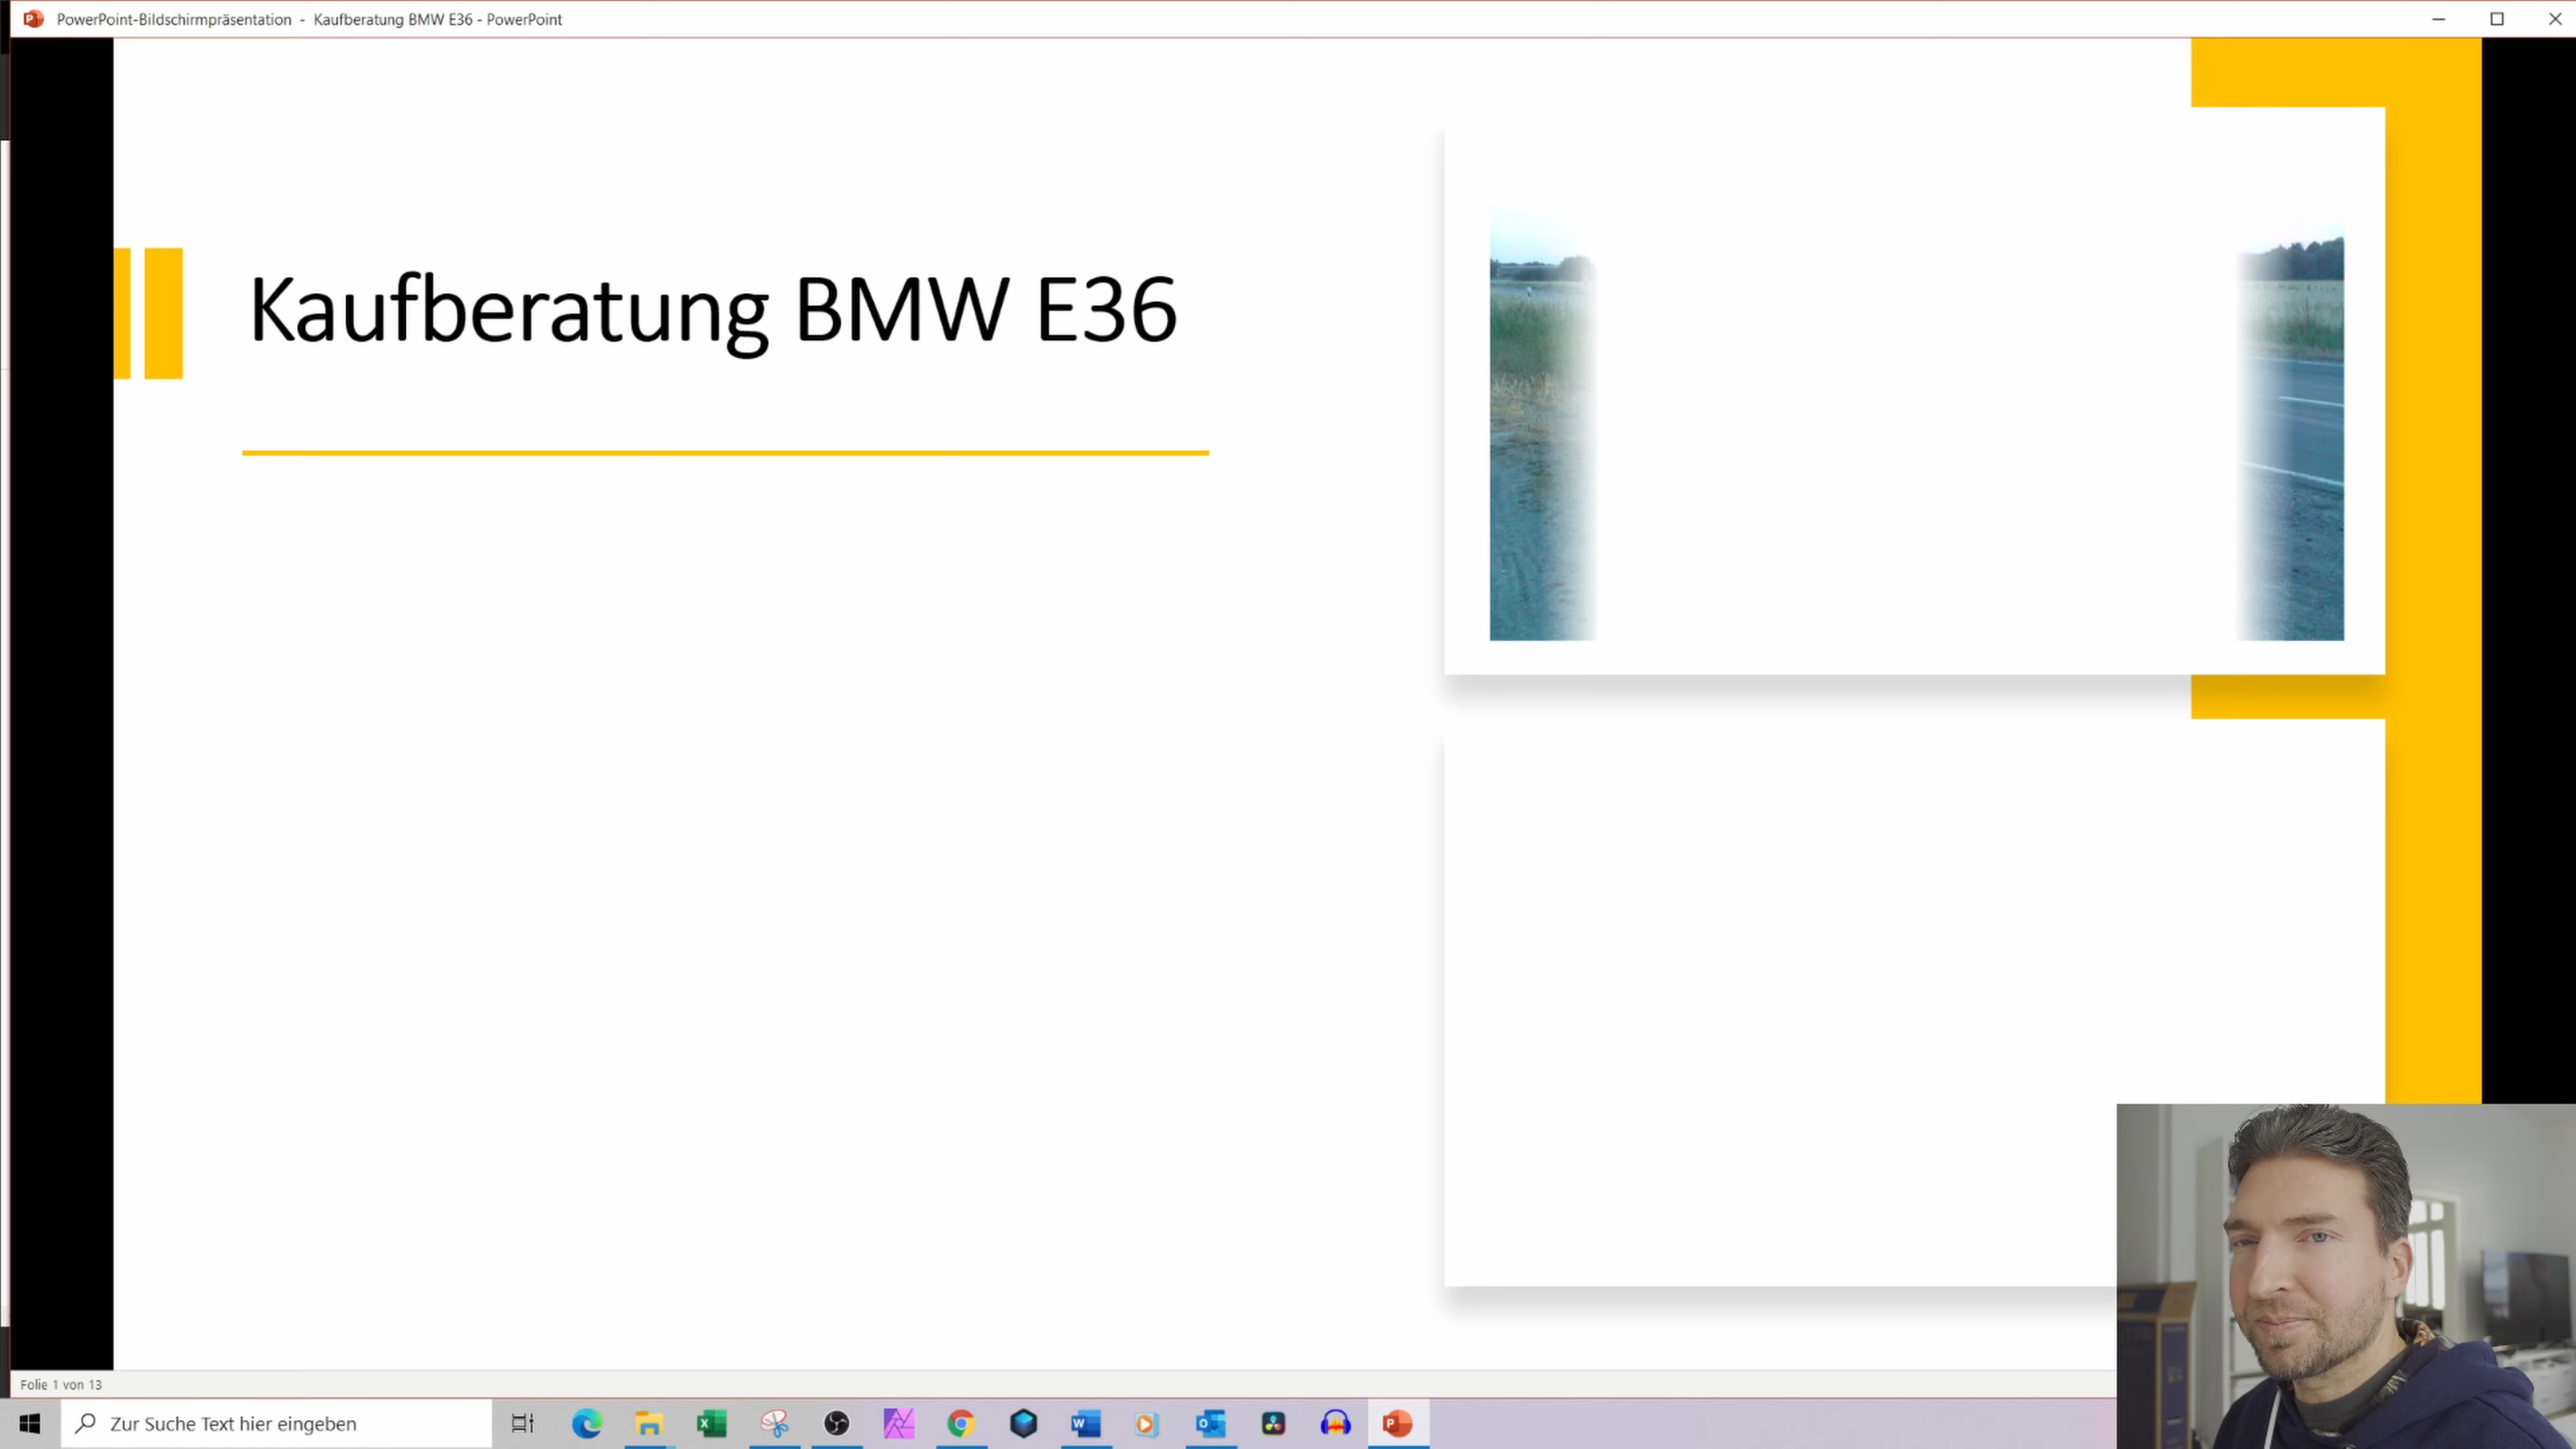 PowerPoint-Bildschirmpräsentation - Kaufberatung BMW E36 - PowerPoint
Kaufberatung BMW E36
Folie 1 von 13
Zur Suche Text hier eingeben